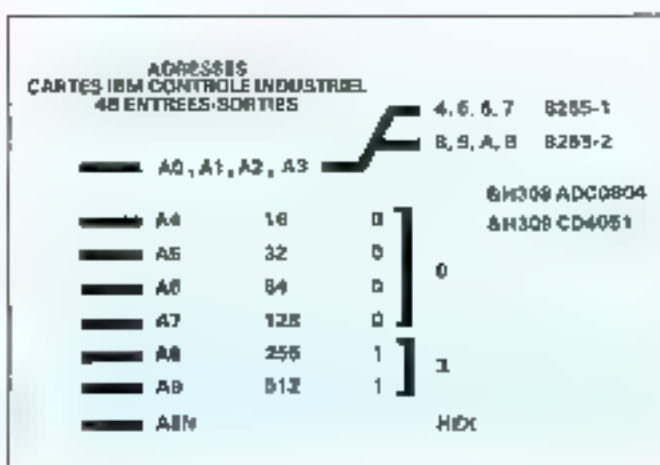 ADRESSES
CARTES IBM CONTROLE INDUSTRIEL
48 ENTREES-SORTIES
4, 5, 6, 7 8255-1
8, 9, A, B 8255-2
A0, A1, A2, A3
&H308 ADC0804
&H309 CD4051
A4 16 0
A5 32 0
A6 64 0
0
A7 128 0
A8 256 1
1
A9 512 1
AEN HEX